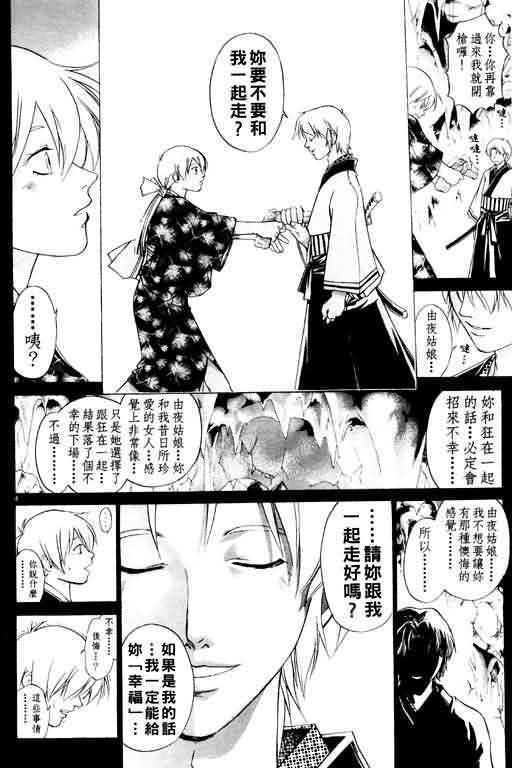 你…你再靠
過來我就開
槍囉！
噠…
噠…
妳要不要和
我一起走？
……
咦？
由夜姑娘…
…
噠…
妳和狂在一起
的話…必定會
招來不幸…
由夜姑娘…妳
和我昔日所珍
愛的女人…感
覺上非常像…
只是她選擇了
跟狂在一起…
結果落了個不
幸的下場
不過……
由夜姑娘…
我不想要讓妳
有那種懊悔的
感覺……
所以…
……請妳跟我
一起走好嗎？
如果是我的話
…我一定能給
妳「幸福」…
…
你說什麼
不幸…
後悔…？
……
這些事情
……